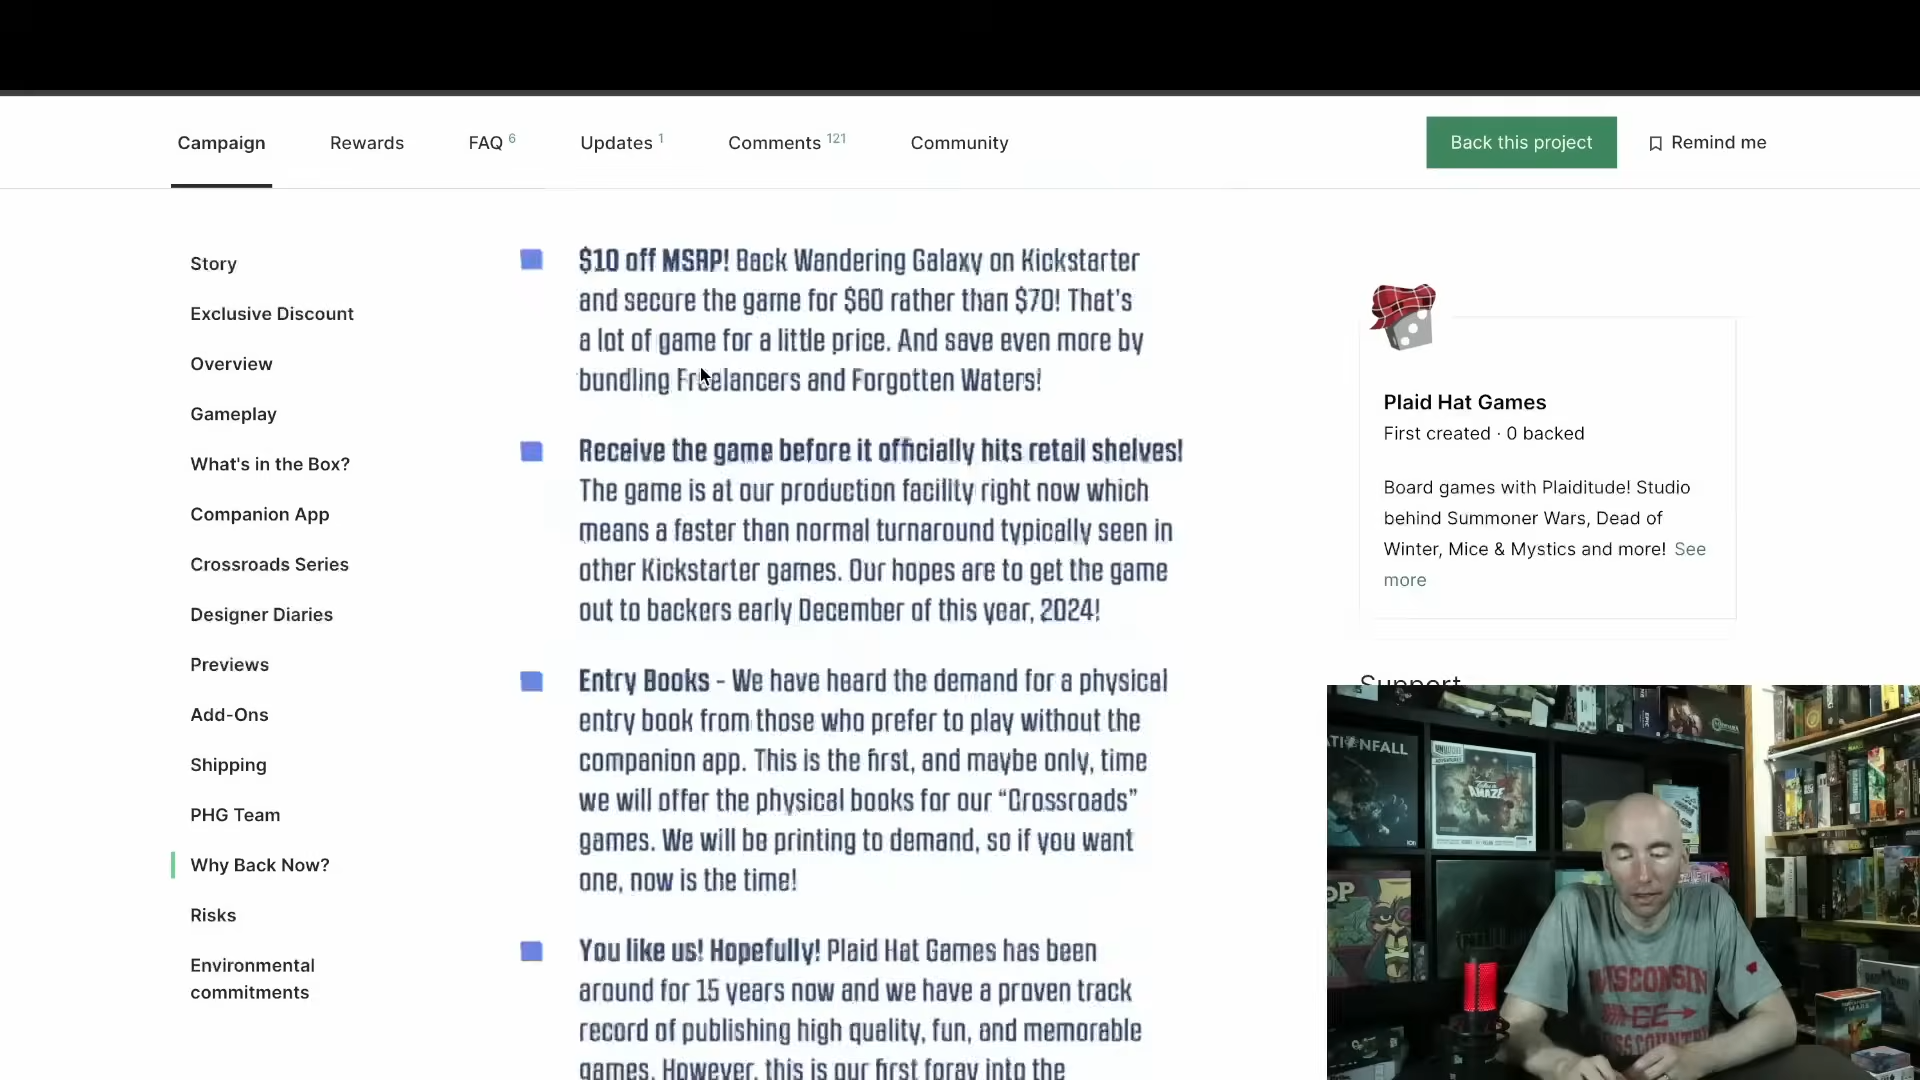 Campaign
Rewards
FAQ 6
Updates 1
Comments 121
Community
Back this project
Remind me
Story
Exclusive Discount
Overview
Gameplay
What's in the Box?
Companion App
Crossroads Series
Designer Diaries
Previews
Add-Ons
Shipping
PHG Team
Why Back Now?
Risks
Environmental
commitments
$10 off MSRP! Back Wandering Galaxy on Kickstarter
and secure the game for $60 rather than $70! That's
a lot of game for a little price. And save even more by
bundling Freelancers and Forgotten Waters!
Receive the game before it officially hits retail shelves!
The game is at our production facility right now which
means a faster than normal turnaround typically seen in
other Kickstarter games. Our hopes are to get the game
out to backers early December of this year, 2024!
Entry Books - We have heard the demand for a physical
entry book from those who prefer to play without the
companion app. This is the first, and maybe only, time
we will offer the physical books for our “Crossroads”
games. We will be printing to demand, so if you want
one, now is the time!
You like us! Hopefully! Plaid Hat Games has been
around for 15 years now and we have a proven track
record of publishing high quality, fun, and memorable
games. However, this is our first foray into the
Plaid Hat Games
First created · 0 backed
Board games with Plaiditude! Studio
behind Summoner Wars, Dead of
Winter, Mice & Mystics and more! See
more
Support
WISCONSIN